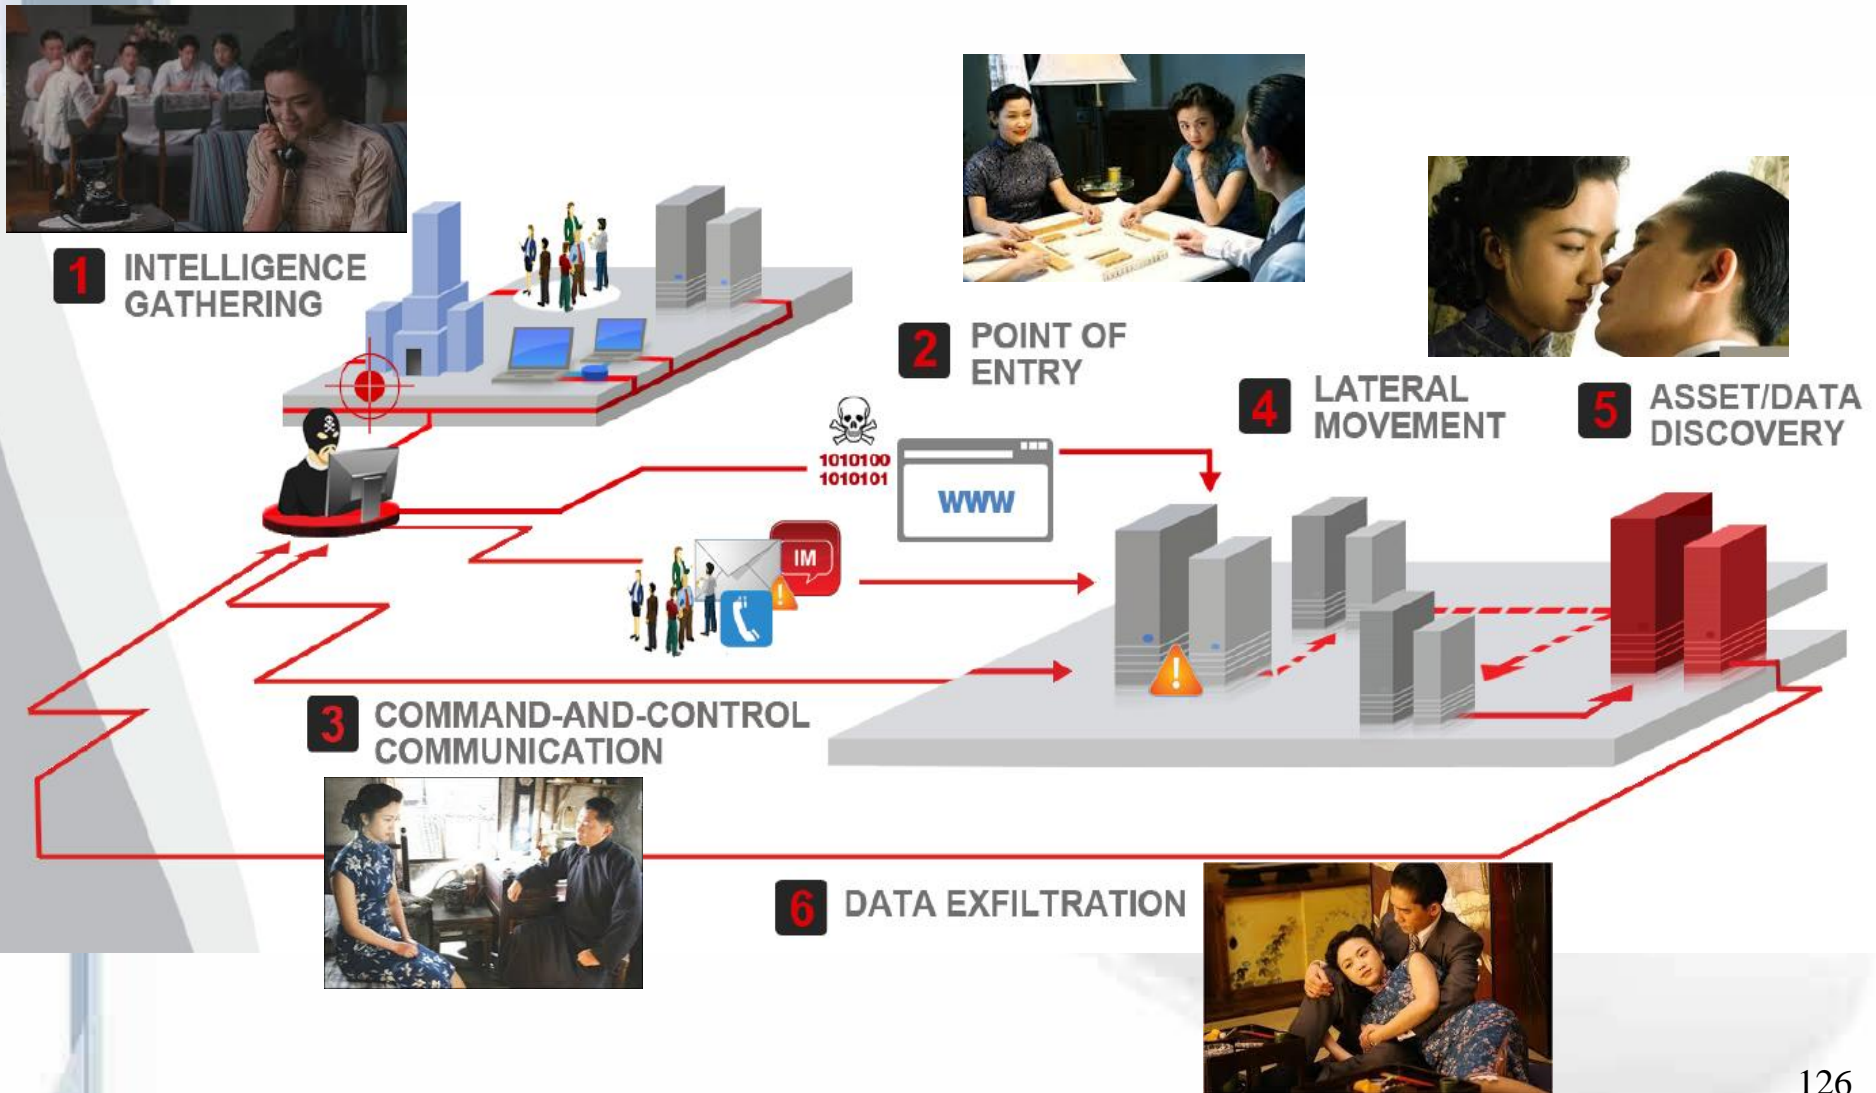 1 INTELLIGENCE
GATHERING
2 POINT OF
ENTRY
4 LATERAL
MOVEMENT
5 ASSET/DATA
DISCOVERY
1010100
1010101
WWW
IM
3 COMMAND-AND-CONTROL
COMMUNICATION
6 DATA EXFILTRATION
126